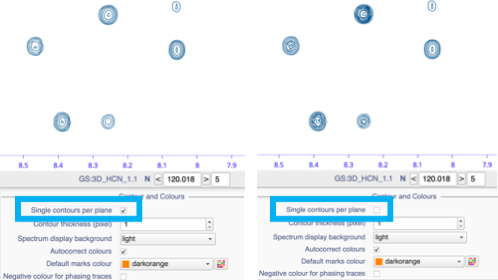 8.5 8.4 8.3 8.2 8.1 8 7.9
GS:3D_HCN_1.1 N < 120.018 > 5
Contour and Colours
Single contours per plane
Contour thickness (pixel) 1
Spectrum display background light
Autocorrect colours
Default marks colour darkorange
Negative colour for phasing traces
8.5 8.4 8.3 8.2 8.1 8 7.9
GS:3D_HCN_1.1 N < 120.018 > 5
Contour and Colours
Single contours per plane
Contour thickness (pixel) 1
Spectrum display background light
Autocorrect colours
Default marks colour darkorange
Negative colour for phasing traces